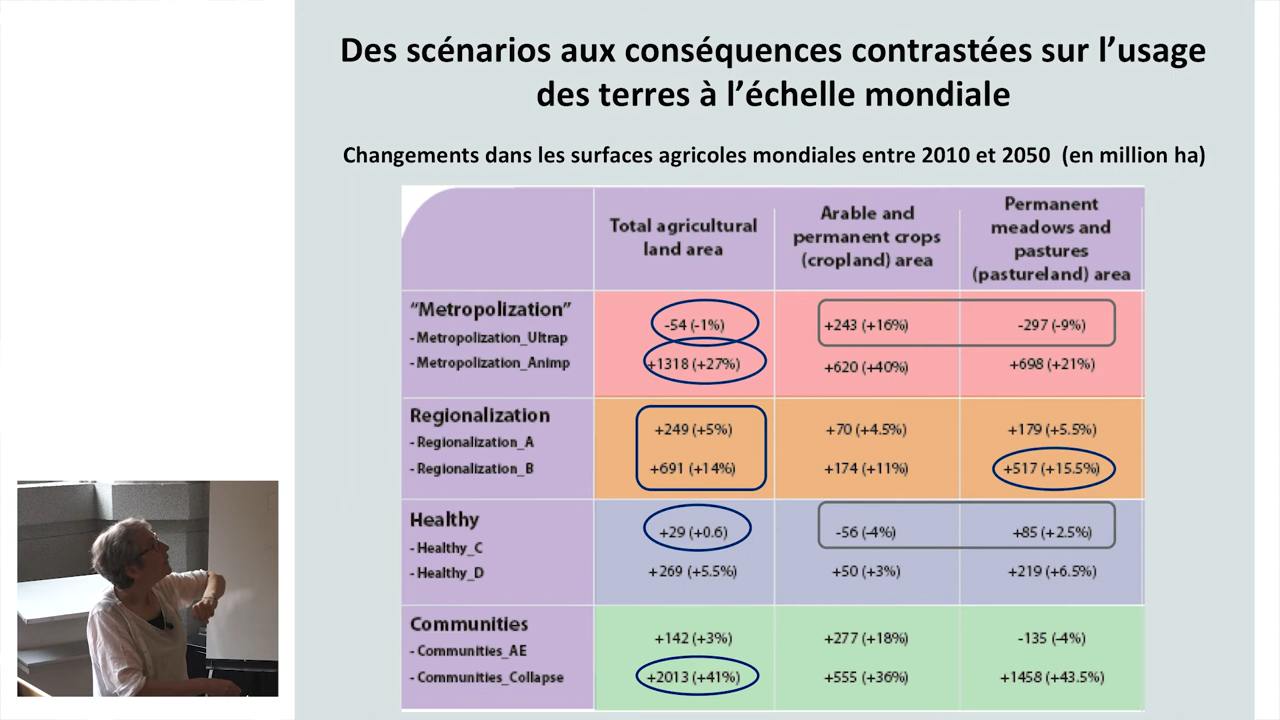 Des scénarios aux conséquences contrastées sur l’usage
des terres à l’échelle mondiale
Changements dans les surfaces agricoles mondiales entre 2010 et 2050 (en million ha)
Total agricultural
land area
Arable and
permanent crops
(cropland) area
Permanent
meadows and
pastures
(pastureland) area
“Metropolization”
- Metropolization_Ultrap
- Metropolization_Animp
-54 (-1%)
+243 (+16%)
-297 (-9%)
+1318 (+27%)
+620 (+40%)
+698 (+21%)
Regionalization
- Regionalization_A
- Regionalization_B
+249 (+5%)
+70 (+4.5%)
+179 (+5.5%)
+691 (+14%)
+174 (+11%)
+517 (+15.5%)
Healthy
- Healthy_C
- Healthy_D
+29 (+0.6)
-56 (-4%)
+85 (+2.5%)
+269 (+5.5%)
+50 (+3%)
+219 (+6.5%)
Communities
- Communities_AE
- Communities_Collapse
+142 (+3%)
+277 (+18%)
-135 (-4%)
+2013 (+41%)
+555 (+36%)
+1458 (+43.5%)